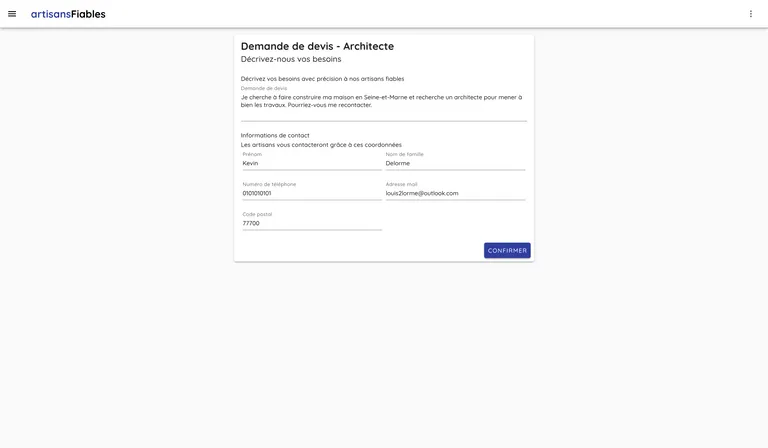 artisansFiables
Demande de devis - Architecte
Décrivez-nous vos besoins
Décrivez vos besoins avec précision à nos artisans fiables
Demande de devis
Je cherche à faire construire ma maison en Seine-et-Marne et recherche un architecte pour mener à
bien les travaux. Pourriez-vous me recontacter.
Informations de contact
Les artisans vous contacteront grâce à ces coordonnées
Prénom Nom de famille
Kevin Delorme
Numéro de téléphone Adresse mail
0101010101 louis2lorme@outlook.com
Code postal
77700
CONFIRMER